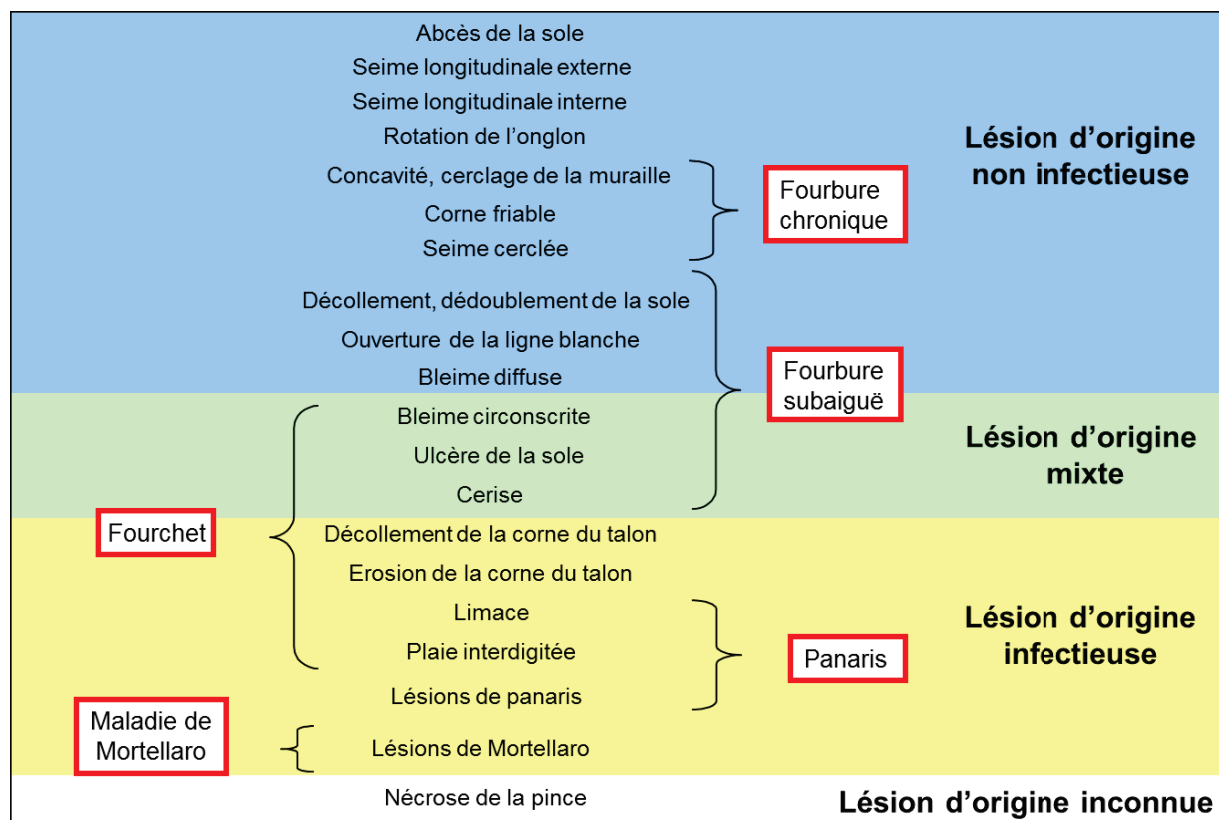 Abcès de la sole
Seime longitudinale externe
Seime longitudinale interne
Rotation de l'onglon
Concavité, cerclage de la muraille
Corne friable
Seime cerclée
Décollement, dédoublement de la sole
Ouverture de la ligne blanche
Bleime diffuse
Bleime circonscrite
Ulcère de la sole
Cerise
Décollement de la corne du talon
Erosion de la corne du talon
Limace
Plaie interdigitée
Lésions de panaris
Lésions de Mortellaro
Nécrose de la pince
Fourchet
Maladie de
Mortellaro
Fourbure
chronique
Fourbure
subaiguë
Panaris
Lésion d'origine
non infectieuse
Lésion d'origine
mixte
Lésion d'origine
infectieuse
Lésion d'origine inconnue